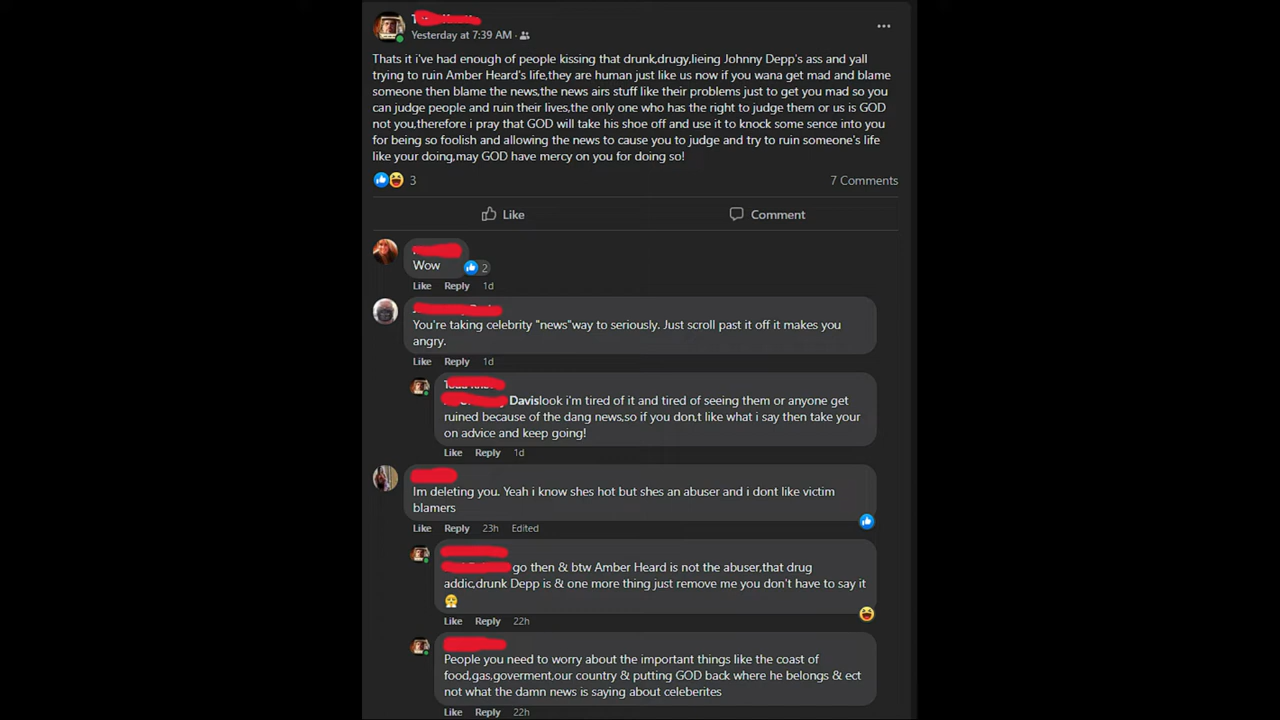 Yesterday at 7:39 AM ·
Thats it i've had enough of people kissing that drunk,drugy,lieing Johnny Depp's ass and yall
trying to ruin Amber Heard's life,they are human just like us now if you wana get mad and blame
someone then blame the news,the news airs stuff like their problems just to get you mad so you
can judge people and ruin their lives,the only one who has the right to judge them or us is GOD
not you,therefore i pray that GOD will take his shoe off and use it to knock some sence into you
for being so foolish and allowing the news to cause you to judge and try to ruin someone's life
like your doing,may GOD have mercy on you for doing so!
3 7 Comments
Like Comment
Wow
2
Like Reply 1d
You're taking celebrity "news"way to seriously. Just scroll past it off it makes you
angry.
Like Reply 1d
Davislook i'm tired of it and tired of seeing them or anyone get
ruined because of the dang news,so if you don,t like what i say then take your
on advice and keep going!
Like Reply 1d
Im deleting you. Yeah i know shes hot but shes an abuser and i dont like victim
blamers
Like Reply 23h Edited
go then & btw Amber Heard is not the abuser,that drug
addic,drunk Depp is & one more thing just remove me you don't have to say it
Like Reply 22h
People you need to worry about the important things like the coast of
food,gas,goverment,our country & putting GOD back where he belongs & ect
not what the damn news is saying about celeberites
Like Reply 22h